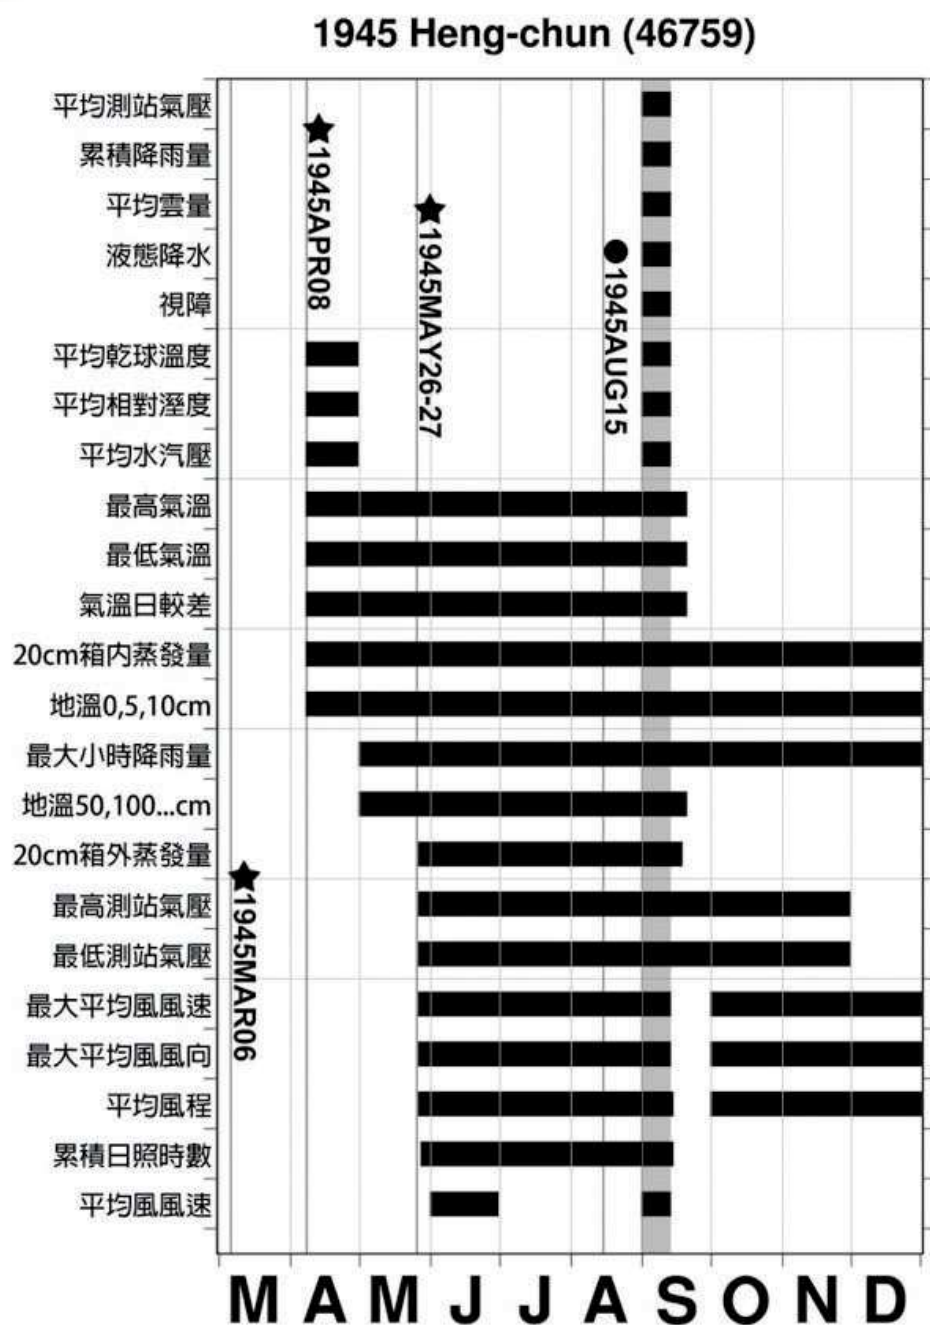 1945 Heng-chun (46759)
平均測站氣壓
累積降雨量
平均雲量
液態降水
視障
平均乾球溫度
平均相對溼度
平均水汽壓
最高氣溫
最低氣溫
氣溫日較差
20cm箱内蒸發量
地溫0,5,10cm
最大小時降雨量
地溫50,100...cm
20cm箱外蒸發量
最高測站氣壓
最低測站氣壓
最大平均風風速
最大平均風風向
平均風程
累積日照時數
平均風風速
★1945MAR06
★1945APR08
★1945MAY26-27
●1945AUG15
M A M J J A S O N D